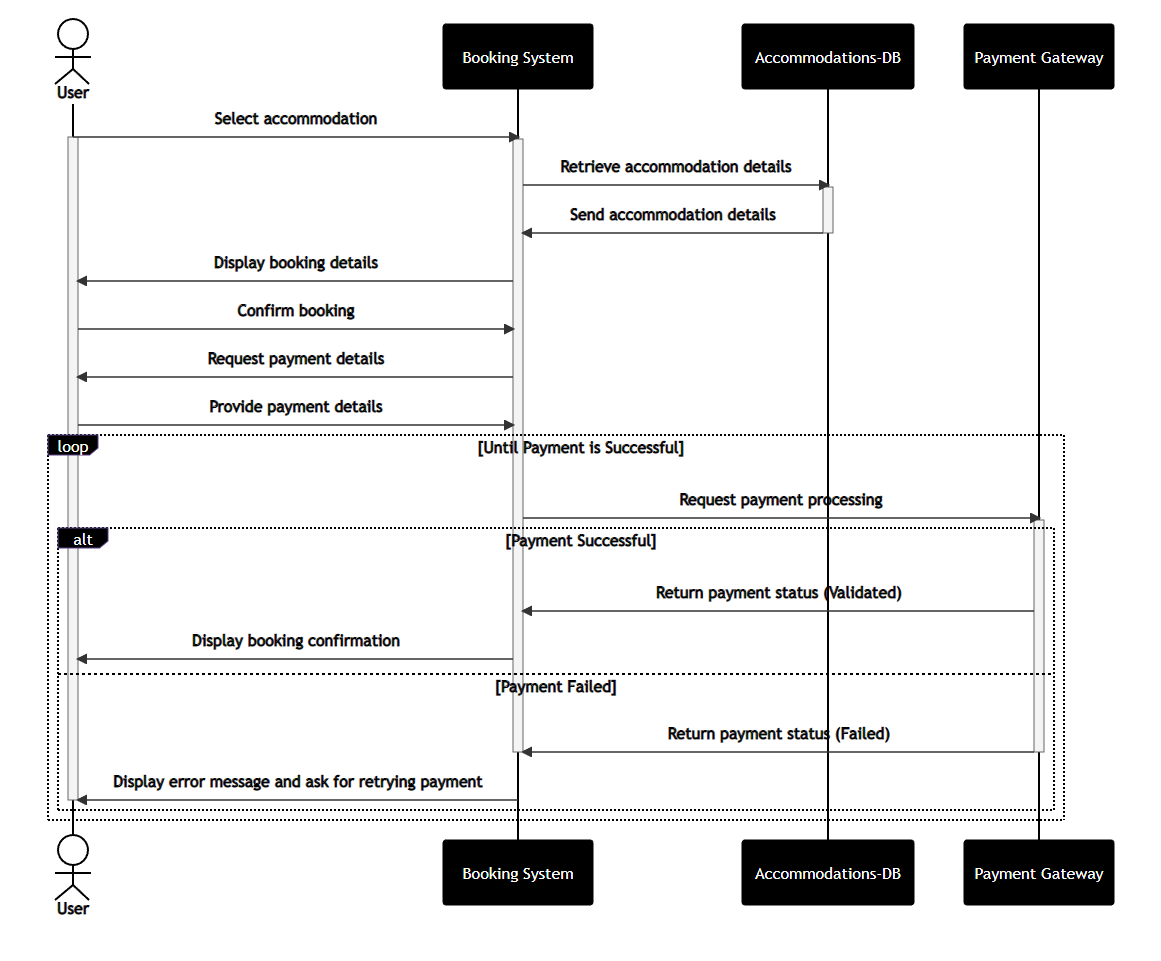 User
Booking System
Accommodations-DB
Payment Gateway
Select accommodation
Retrieve accommodation details
Send accommodation details
Display booking details
Confirm booking
Request payment details
Provide payment details
loop
[Until Payment is Successful]
Request payment processing
alt
[Payment Successful]
Return payment status (Validated)
Display booking confirmation
[Payment Failed]
Return payment status (Failed)
Display error message and ask for retrying payment
User
Booking System
Accommodations-DB
Payment Gateway